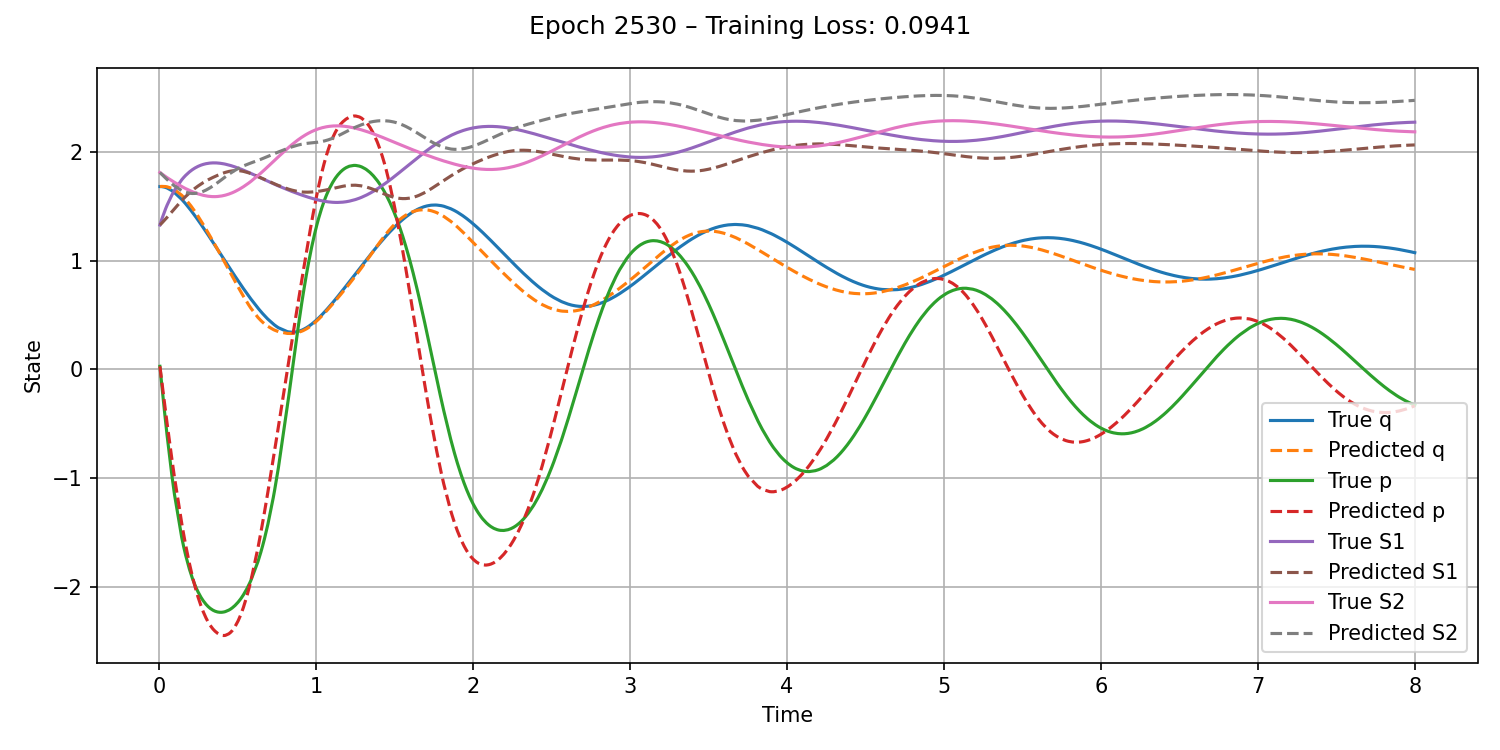 Epoch 2530 – Training Loss: 0.0941
State
2
1
0
−1
−2
0 1 2 3 4 5 6 7 8
Time
True q
Predicted q
True p
Predicted p
True S1
Predicted S1
True S2
Predicted S2